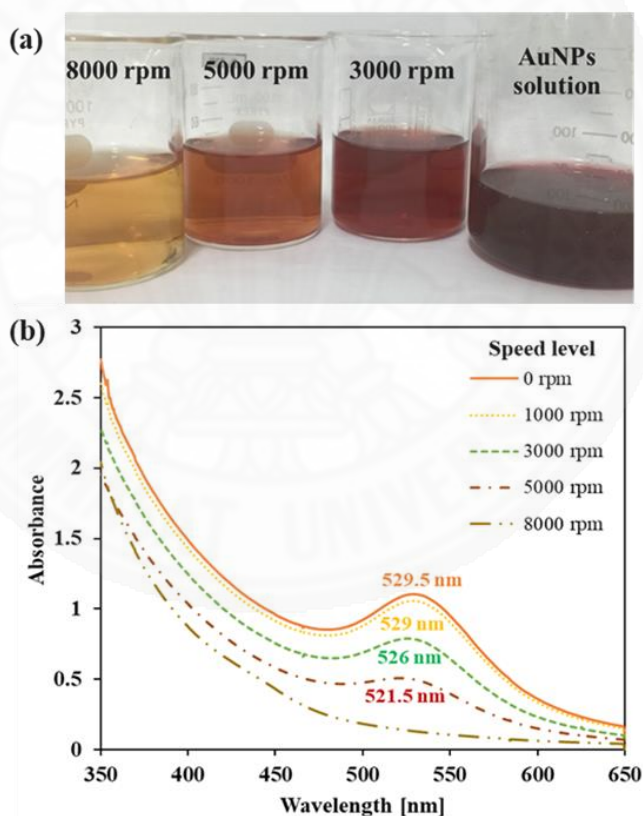 (a)
8000 rpm
5000 rpm
3000 rpm
AuNPs
solution
100
(b)
3
2.5
2
1.5
1
0.5
0
Absorbance
Speed level
0 rpm
1000 rpm
3000 rpm
5000 rpm
8000 rpm
529.5 nm
529 nm
526 nm
521.5 nm
350
400
450
500
550
600
650
Wavelength [nm]